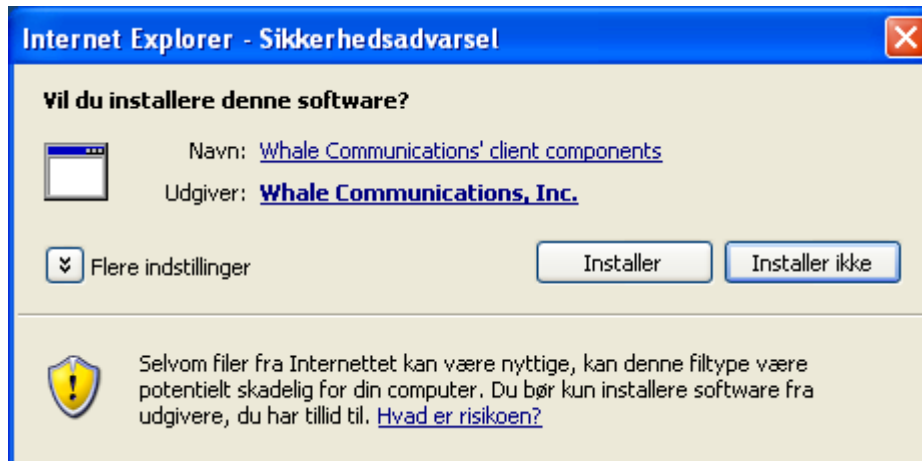 Internet Explorer - Sikkerhedsadvarsel
Vil du installere denne software?
Navn: Whale Communications' client components
Udgiver: Whale Communications, Inc.
Flere indstillinger
Installer
Installer ikke
Selvom filer fra Internettet kan være nyttige, kan denne filtype være
potentielt skadelig for din computer. Du bør kun installere software fra
udgivere, du har tillid til. Hvad er risikoen?